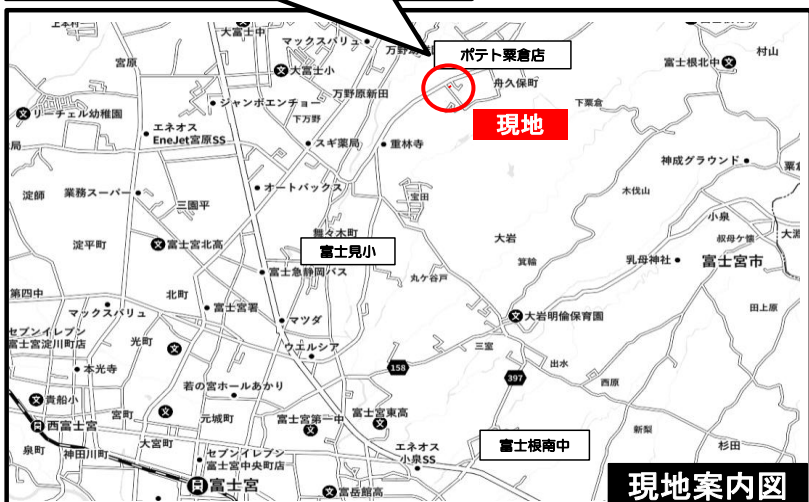 上本村
大富士中
マックスバリュ
万野幼
ポテト粟倉店
村山
宮原
大富士小
富士根北中
舟久保町
万野原新田
リーチェル幼稚園
ジャンボエンチョー
下万野
下粟倉
エネオス
EneJet宮原SS
スギ薬局
重林寺
現地
神成グラウンド
粟倉
淀師
業務スーパー
オートバックス
三園平
宝田
木伐山
小泉
舞々木町
大岩
叔母ケ懐
淀平町
富士宮北高
富士見小
箕輪
乳母神社
富士宮市
富士急静岡バス
丸ケ谷戸
第四中
北町
富士宮署
田上原
マックスバリュ
マツダ
大岩明倫保育園
セブンイレブン
富士宮淀川町店
光町
ウエルシア
三室
158
出水
本光寺
397
西原
若の宮ホールあかり
貴船小
宮町
元城町
富士宮第一中
富士宮東高
新梨
西富士宮
大宮町
富士根南中
杉田
泉町
神田川町
セブンイレブン
富士宮中央町店
エネオス
小泉SS
富士宮
富岳館高
現地案内図